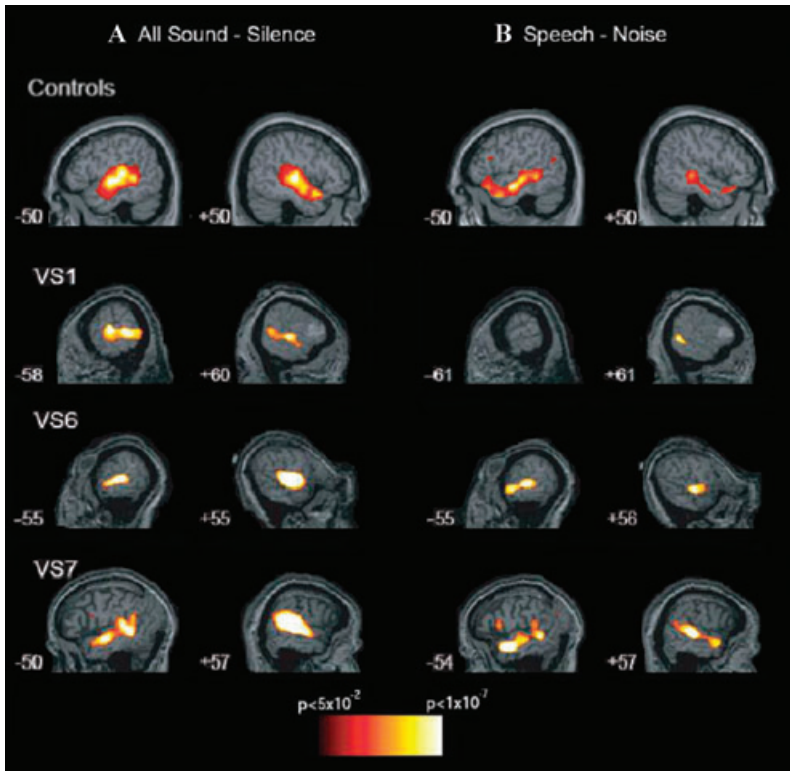 A All Sound - Silence B Speech - Noise
Controls
-50 +50 -50 +50
VS1
-58 +60 -61 +61
VS6
-55 +55 -55 +56
VS7
-50 +57 -54 +57
p<5x10⁻² p<1x10⁻⁷